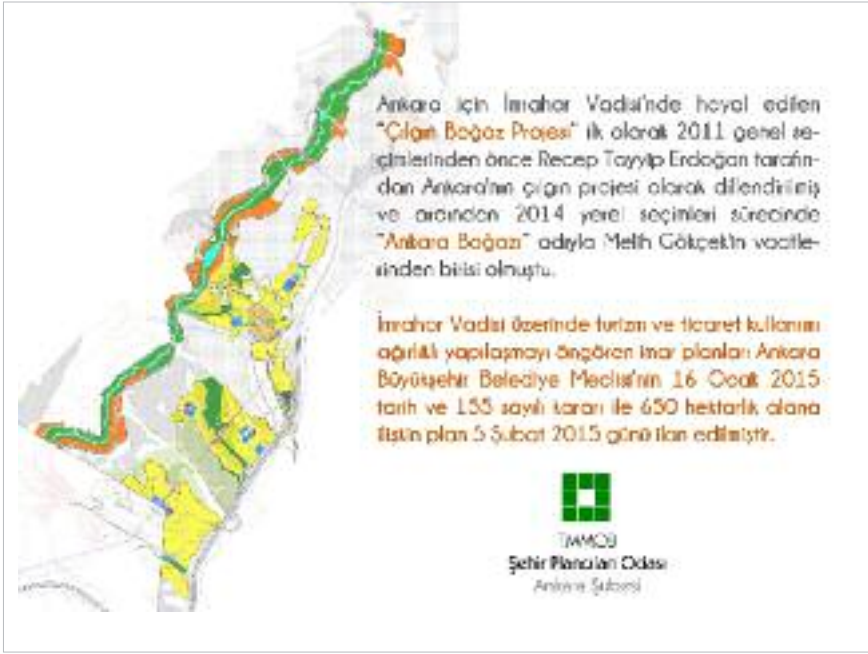 Ankara için İmrahor Vadisi'nde hayal edilen
"Çılgın Boğaz Projesi" ilk olarak 2011 genel se-
çimlerinden önce Recep Tayyip Erdoğan tarafın-
dan Ankara'nın çılgın projesi olarak dillendirilmiş
ve ardından 2014 yerel seçimleri sürecinde
"Ankara Boğazı" adıyla Melih Gökçek'in vaatle-
rinden birisi olmuştu.
İmrahor Vadisi üzerinde turizm ve ticaret kullanımı
ağırlıklı yapılaşmayı öngören imar planları Ankara
Büyükşehir Belediye Meclisi'nin 16 Ocak 2015
tarih ve 155 sayılı kararı ile 650 hektarlık alana
ilişkin plan 5 Şubat 2015 günü ilan edilmiştir.
TMMOB
Şehir Plancıları Odası
Ankara Şubesi